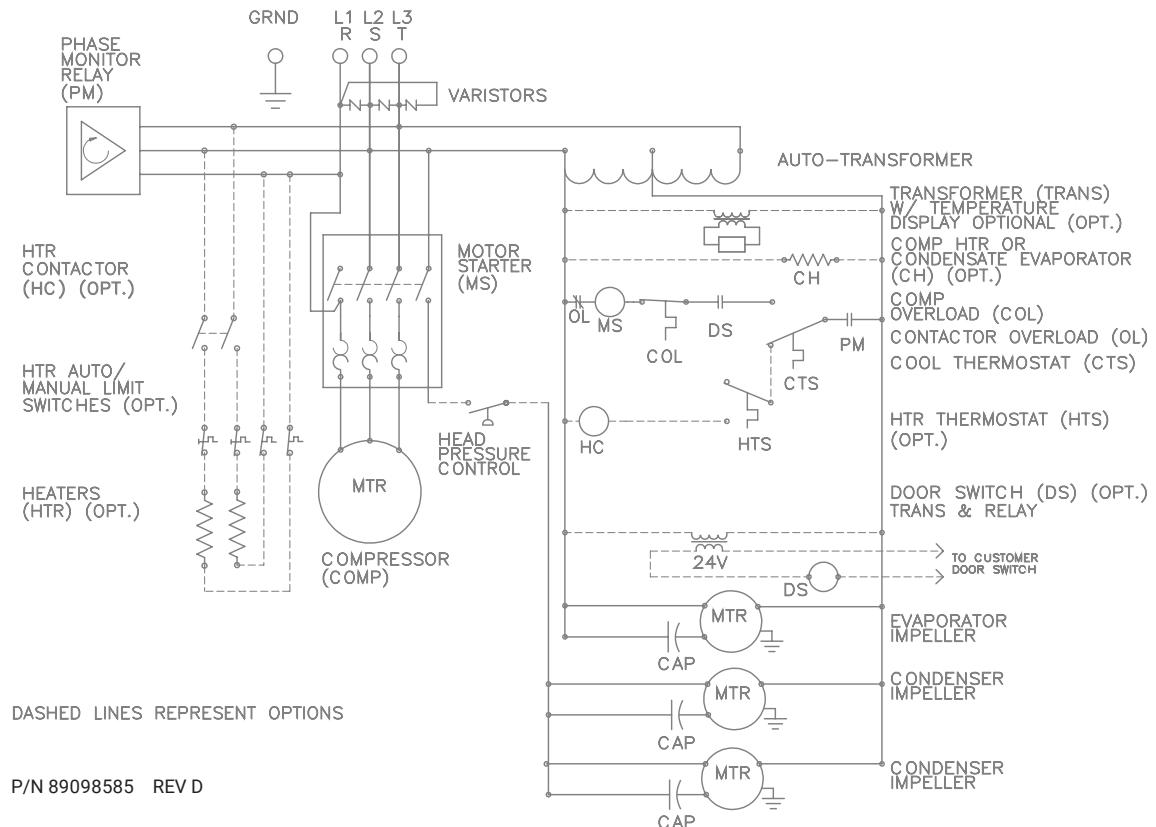 GRND
L1 L2 L3
R S T
PHASE
MONITOR
RELAY
(PM)
VARISTORS
AUTO-TRANSFORMER
TRANSFORMER (TRANS)
W/ TEMPERATURE
DISPLAY OPTIONAL (OPT.)
HTR
CONTACTOR
(HC) (OPT.)
MOTOR
STARTER
(MS)
COMP HTR OR
CONDENSATE EVAPORATOR
(CH) (OPT.)
CH
COMP
OVERLOAD (COL)
OL
MS
DS
COL
PM
CONTACTOR OVERLOAD (OL)
COOL THERMOSTAT (CTS)
CTS
HTR AUTO/
MANUAL LIMIT
SWITCHES (OPT.)
HEAD
PRESSURE
CONTROL
HC
HTS
HTR THERMOSTAT (HTS)
(OPT.)
HEATERS
(HTR) (OPT.)
MTR
COMPRESSOR
(COMP)
DOOR SWITCH (DS) (OPT.)
TRANS & RELAY
24V
TO CUSTOMER
DOOR SWITCH
DS
MTR
CAP
EVAPORATOR
IMPELLER
MTR
CAP
CONDENSER
IMPELLER
MTR
CAP
CONDENSER
IMPELLER
DASHED LINES REPRESENT OPTIONS
P/N 89098585 REV D